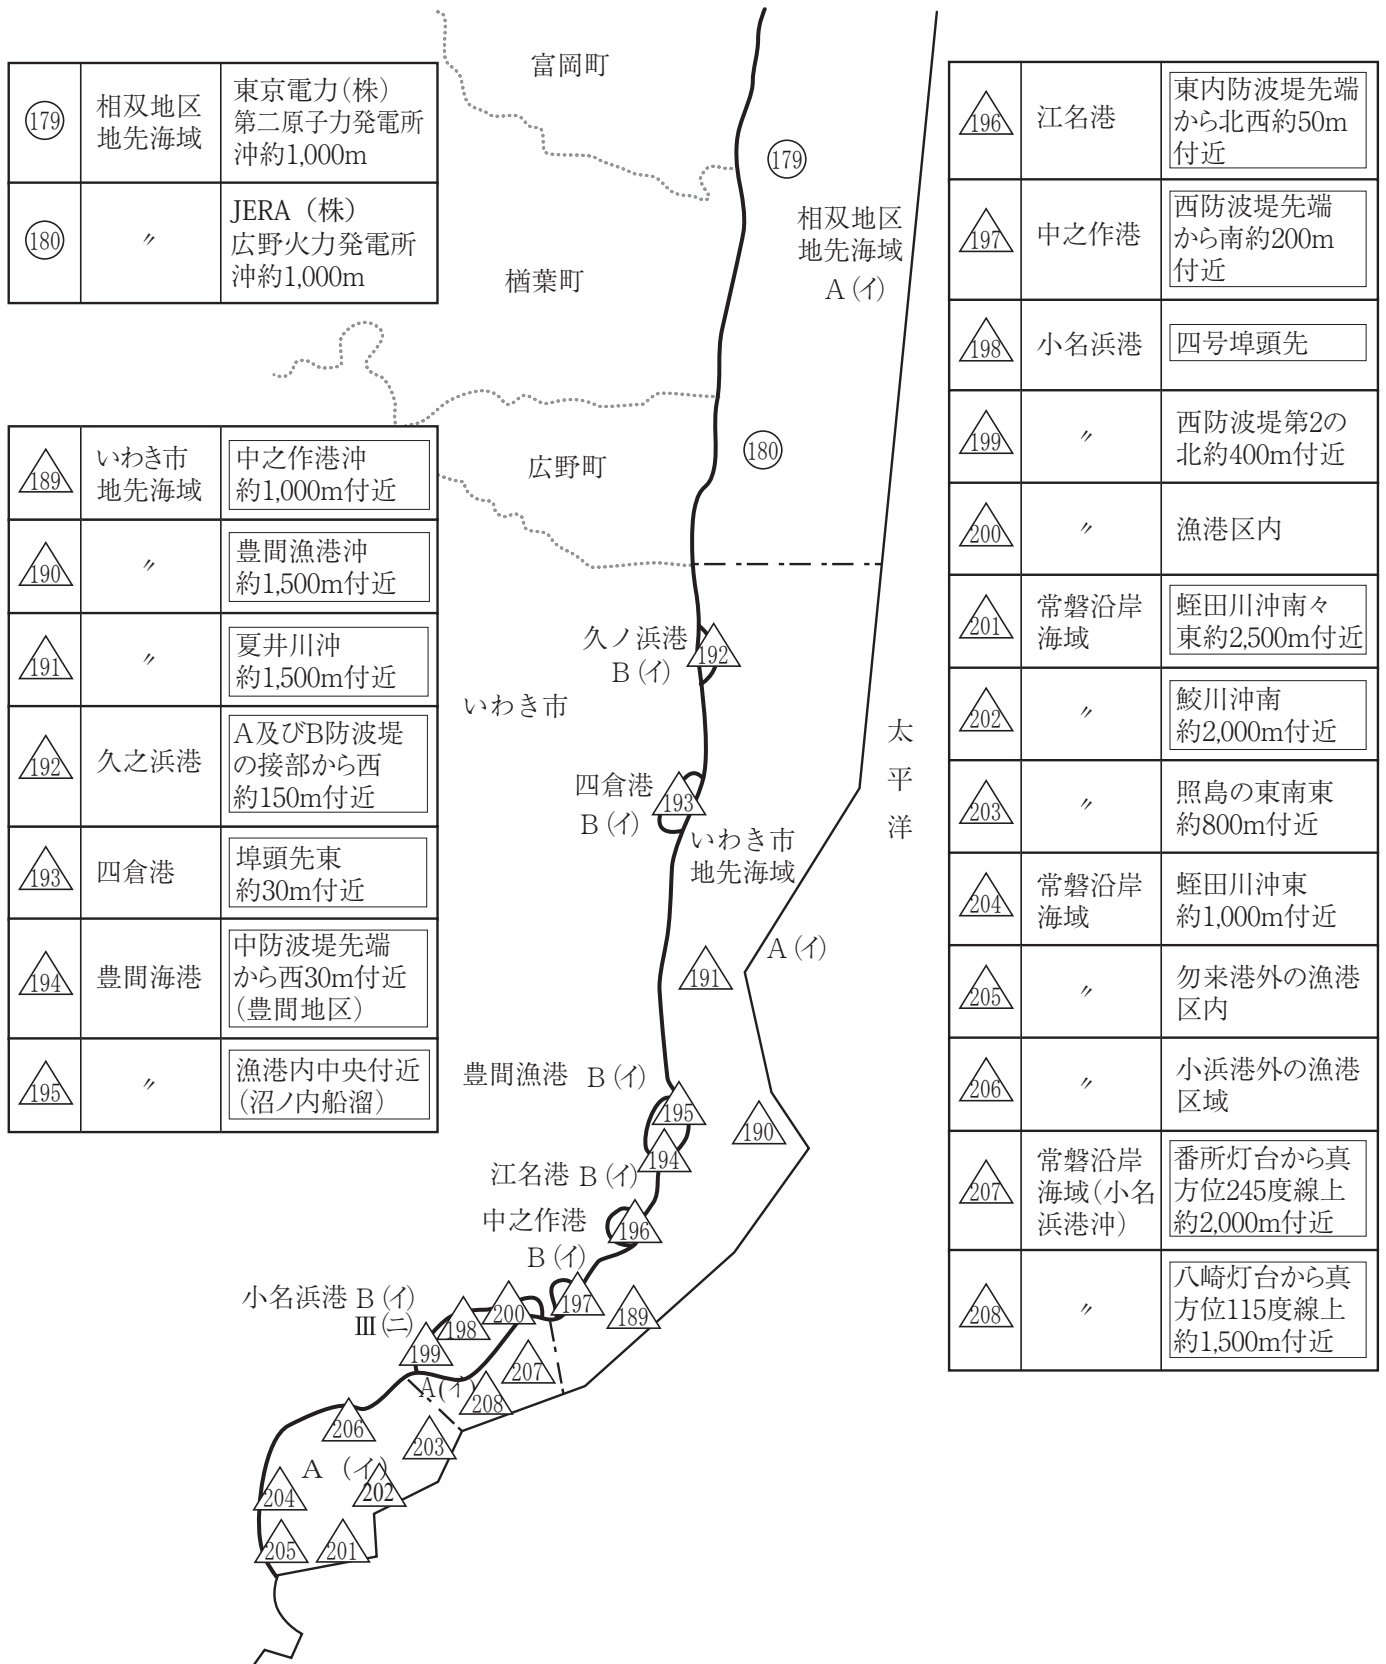 179
相双地区
地先海域
東京電力(株)
第二原子力発電所
沖約1,000m
180
〃
JERA（株）
広野火力発電所
沖約1,000m
189
いわき市
地先海域
中之作港沖
約1,000m付近
190
〃
豊間漁港沖
約1,500m付近
191
〃
夏井川沖
約1,500m付近
192
久之浜港
A及びB防波堤
の接部から西
約150m付近
193
四倉港
埠頭先東
約30m付近
194
豊間海港
中防波堤先端
から西30m付近
(豊間地区)
195
〃
漁港内中央付近
(沼ノ内船溜)
富岡町
179
相双地区
地先海域
A(イ)
楢葉町
180
広野町
久ノ浜港
B(イ)
192
いわき市
太
平
洋
四倉港
B(イ)
193
いわき市
地先海域
A(イ)
191
豊間漁港 B(イ)
195
190
194
江名港 B(イ)
中之作港
196
B(イ)
小名浜港 B(イ)
Ⅲ(ニ)
197
200
198
189
199
207
A(イ)
208
206
203
A (イ)
204
202
205
201
196
江名港
東内防波堤先端
から北西約50m
付近
197
中之作港
西防波堤先端
から南約200m
付近
198
小名浜港
四号埠頭先
199
〃
西防波堤第2の
北約400m付近
200
〃
漁港区内
201
常磐沿岸
海域
蛭田川沖南々
東約2,500m付近
202
〃
鮫川沖南
約2,000m付近
203
〃
照島の東南東
約800m付近
204
常磐沿岸
海域
蛭田川沖東
約1,000m付近
205
〃
勿来港外の漁港
区内
206
〃
小浜港外の漁港
区域
207
常磐沿岸
海域(小名
浜港沖)
番所灯台から真
方位245度線上
約2,000m付近
208
〃
八崎灯台から真
方位115度線上
約1,500m付近